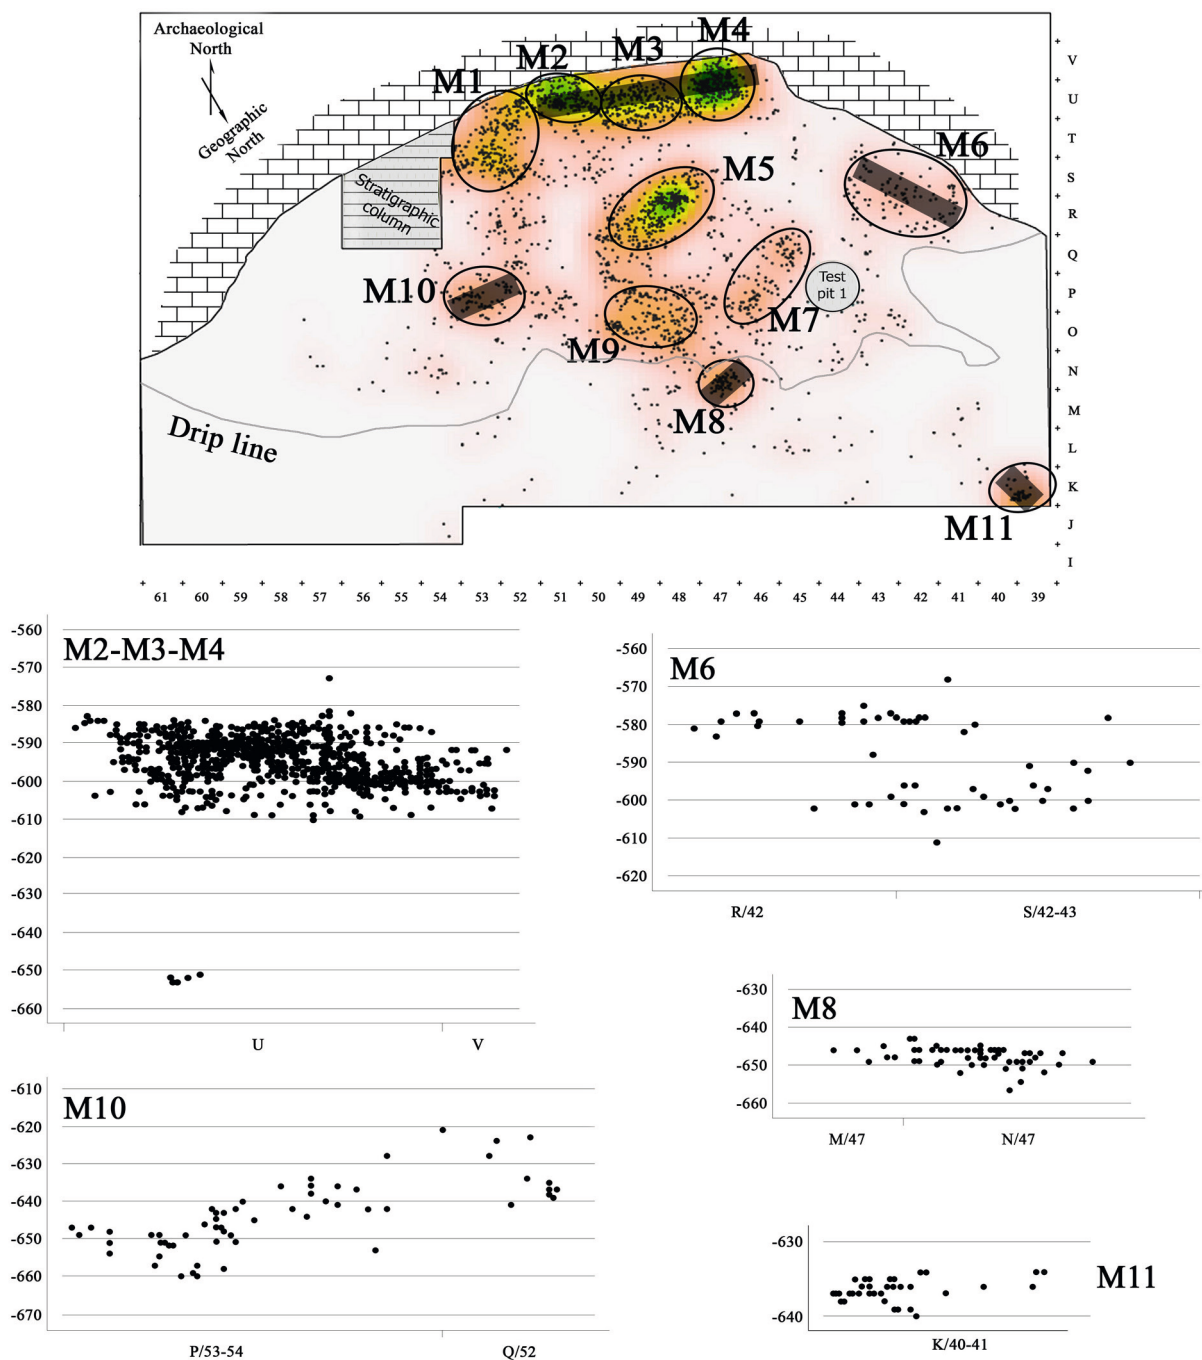 Archaeological
North
Geographic
North
M1
M2
M3
M4
M5
M6
M7
M8
M9
M10
M11
Stratigraphic
column
Test
pit 1
Drip line
V
U
T
S
R
Q
P
O
N
M
L
K
J
I
61 60 59 57 56 55 54 53 52 51 50 49 48 47 46 45 44 43 42 41 40 39
M2-M3-M4
-560
-570
-580
-590
-600
-610
-620
-630
-640
-650
-660
U V
M6
-560
-570
-580
-590
-600
-610
-620
R/42 S/42-43
M8
-630
-640
-650
-660
M/47 N/47
M10
-610
-620
-630
-640
-650
-660
-670
P/53-54 Q/52
M11
-630
-640
K/40-41